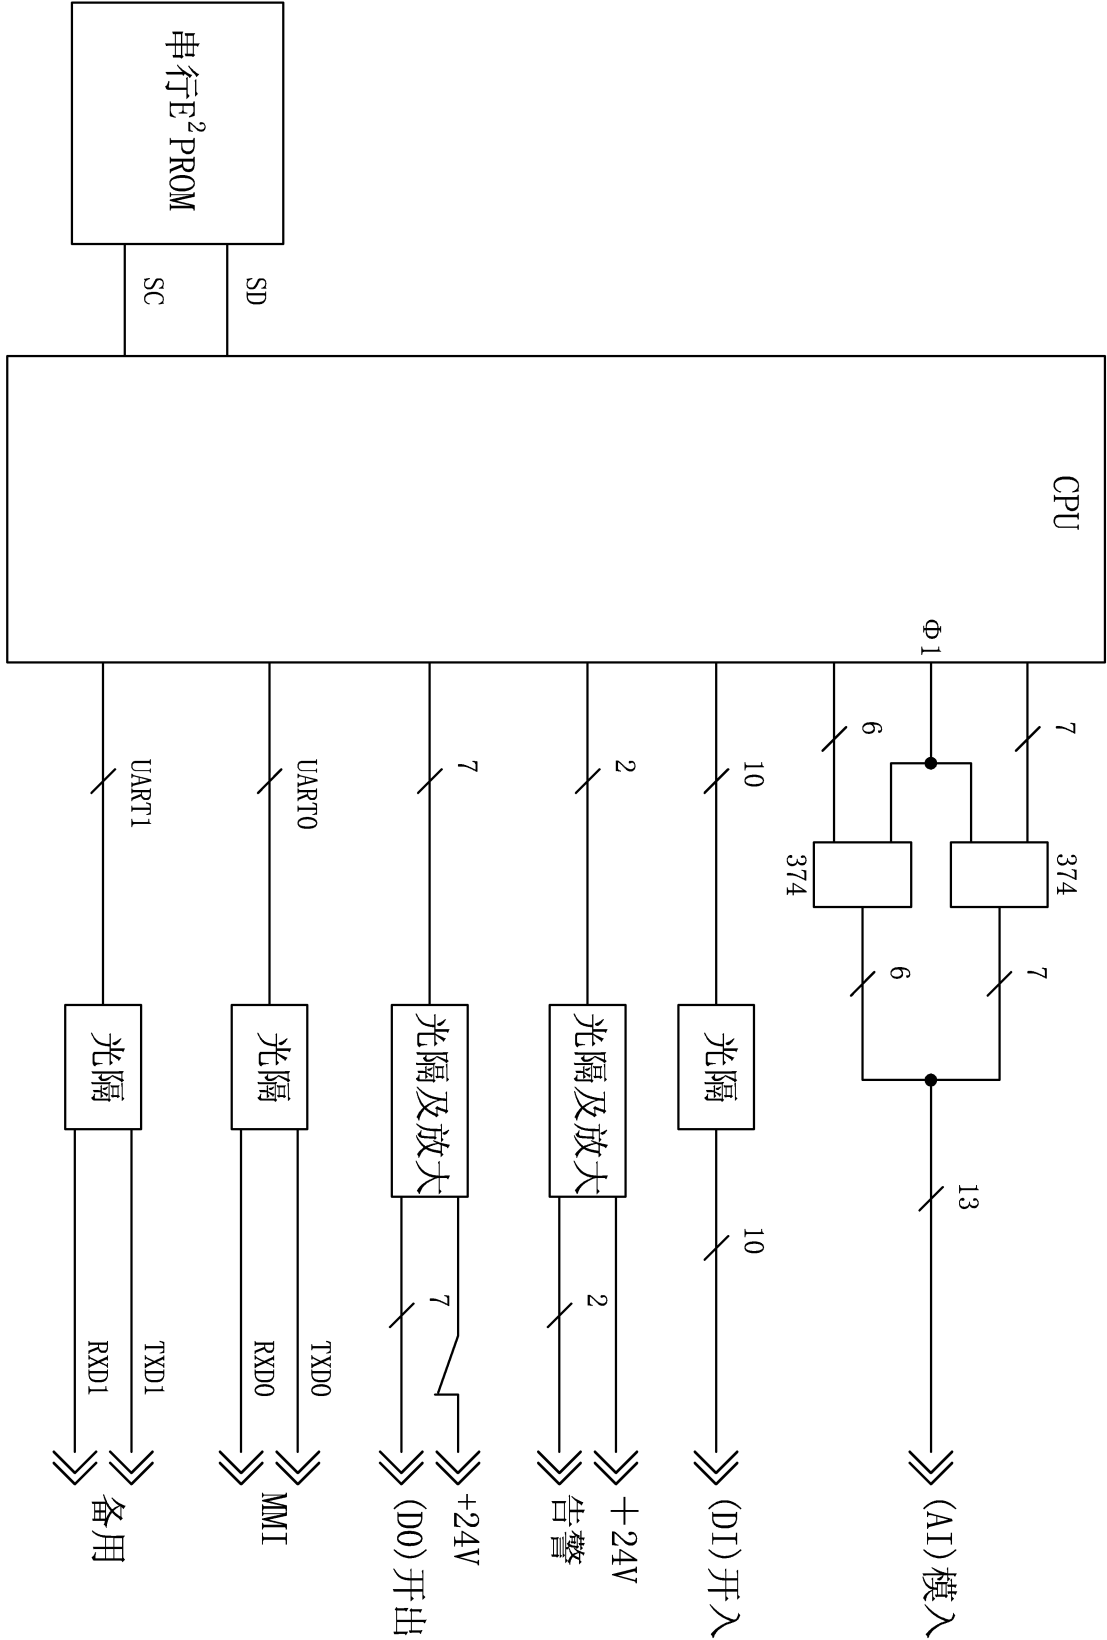 串行E²PROM
SD
SC
CPU
Φ1
7
374
7
6
374
6
13
(AI)模入
10
光隔
10
(DI)开入
2
光隔及放大
2
+24V
告警
7
光隔及放大
7
+24V
(DO)开出
UART0
光隔
TXD0
RXD0
MMI
UART1
光隔
TXD1
RXD1
备用